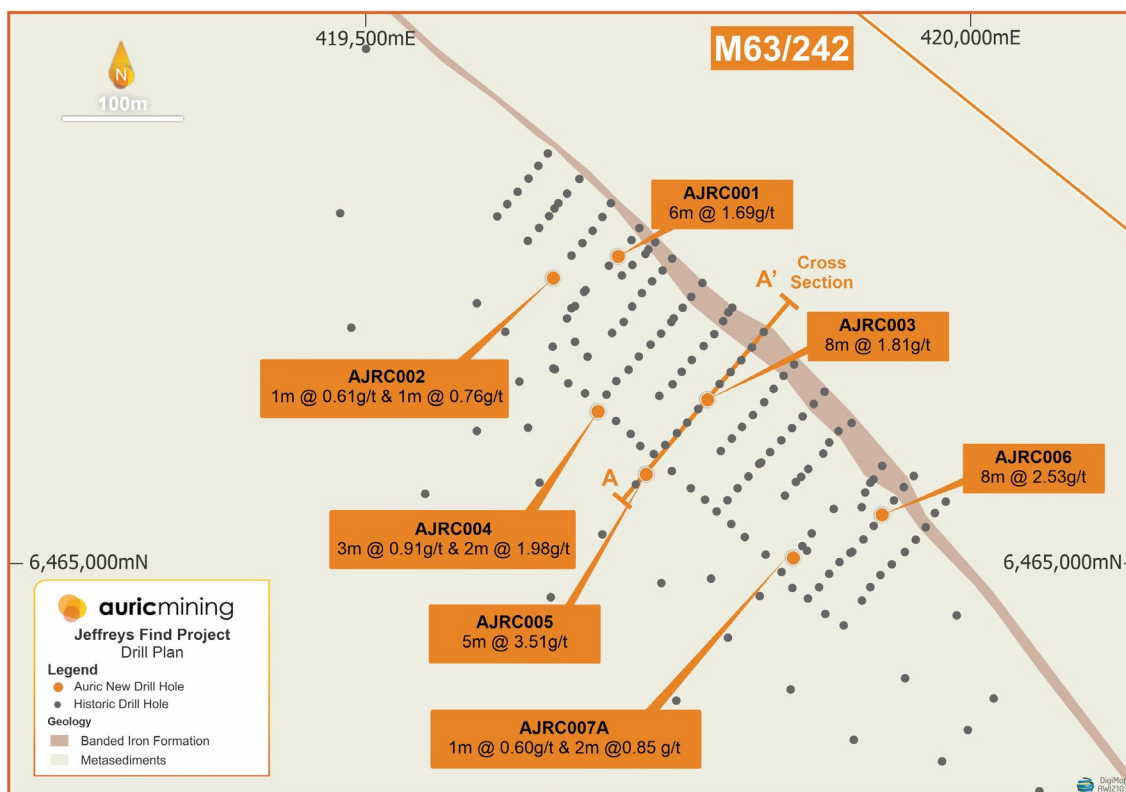 419,500mE
420,000mE
M63/242
N
100m
AJRC001
6m @ 1.69g/t
A'
Cross
Section
AJRC003
8m @ 1.81g/t
AJRC002
1m @ 0.61g/t & 1m @ 0.76g/t
AJRC006
8m @ 2.53g/t
A
AJRC004
3m @ 0.91g/t & 2m @ 1.98g/t
6,465,000mN
6,465,000mN
auricmining
Jeffreys Find Project
Drill Plan
Legend
Auric New Drill Hole
Historic Drill Hole
Geology
Banded Iron Formation
Metasediments
AJRC005
5m @ 3.51g/t
AJRC007A
1m @ 0.60g/t & 2m @0.85 g/t